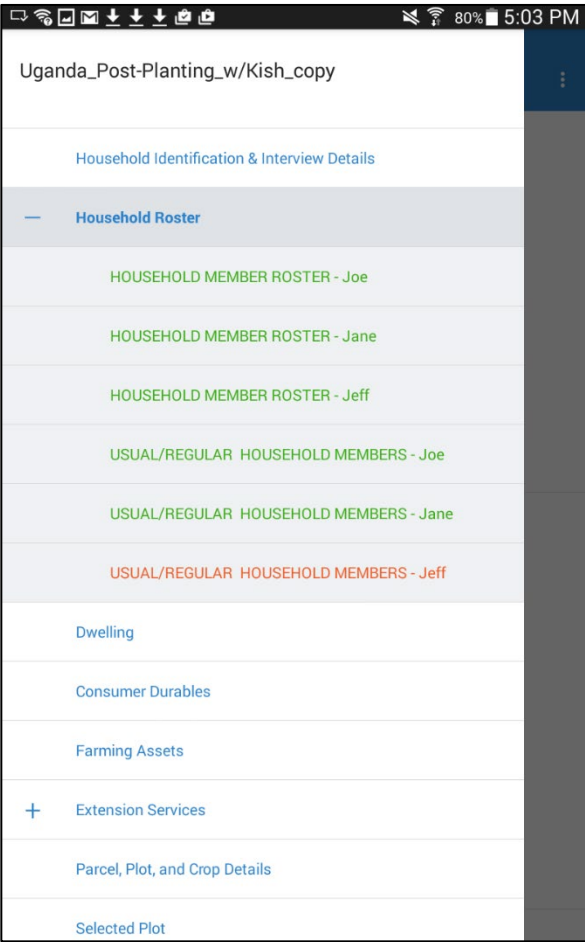 80% 5:03 PM
Uganda_Post-Planting_w/Kish_copy
Household Identification & Interview Details
— Household Roster
HOUSEHOLD MEMBER ROSTER - Joe
HOUSEHOLD MEMBER ROSTER - Jane
HOUSEHOLD MEMBER ROSTER - Jeff
USUAL/REGULAR HOUSEHOLD MEMBERS - Joe
USUAL/REGULAR HOUSEHOLD MEMBERS - Jane
USUAL/REGULAR HOUSEHOLD MEMBERS - Jeff
Dwelling
Consumer Durables
Farming Assets
+ Extension Services
Parcel, Plot, and Crop Details
Selected Plot